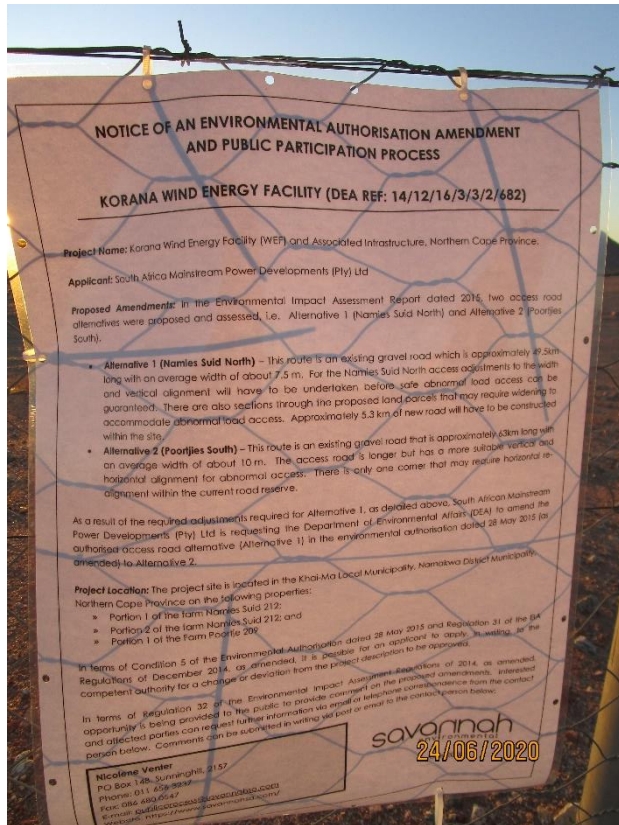 NOTICE OF AN ENVIRONMENTAL AUTHORISATION AMENDMENT
AND PUBLIC PARTICIPATION PROCESS
KORANA WIND ENERGY FACILITY (DEA REF: 14/12/16/3/3/2/682)
Project Name: Korana Wind Energy Facility (WEF) and Associated Infrastructure, Northern Cape Province.
Applicant: South Africa Mainstream Power Developments (Pty) Ltd
Proposed Amendments: In the Environmental Impact Assessment Report dated 2015, two access road
alternatives were proposed and assessed, i.e. Alternative 1 (Namies Suid North) and Alternative 2 (Poortjies
South).
• Alternative 1 (Namies Suid North) – This route is an existing gravel road which is approximately 49.5km
long with an average width of about 7.5 m. For the Namies Suid North access adjustments to the width
and vertical alignment will have to be undertaken before safe abnormal load access can be
guaranteed. There are also sections through the proposed land parcels that may require widening to
accommodate abnormal load access. Approximately 5.3 km of new road will have to be constructed
within the site.
• Alternative 2 (Poortjies South) – This route is an existing gravel road that is approximately 63km long with
an average width of about 10 m. The access road is longer but has a more suitable vertical and
horizontal alignment for abnormal access. There is only one corner that may require horizontal re-
alignment within the current road reserve.
As a result of the required adjustments required for Alternative 1, as detailed above, South African Mainstream
Power Developments (Pty) Ltd is requesting the Department of Environmental Affairs (DEA) to amend the
authorised access road alternative (Alternative 1) in the environmental authorisation dated 28 May 2015 (as
amended) to Alternative 2.
Project Location: The project site is located in the Khai-Ma Local Municipality, Namakwa District Municipality,
Northern Cape Province on the following properties:
» Portion 1 of the farm Namies Suid 212;
» Portion 2 of the farm Namies Suid 212; and
» Portion 1 of the Farm Poortje 209
In terms of Condition 5 of the Environmental Authorisation dated 28 May 2015 and Regulation 31 of the EIA
Regulations of December 2014, as amended, it is possible for an applicant to apply, in writing, to the
competent authority for a change or deviation from the project description to be approved.
In terms of Regulation 32 of the Environmental Impact Assessment Regulations of 2014, as amended,
opportunity is being provided to the public to provide comment on the proposed amendments. Interested
and affected parties can request further information via email or telephone correspondence from the contact
person below. Comments can be submitted in writing via post or email to the contact person below.
Nicolene Venter
PO Box 148, Sunninghill, 2157
Phone: 011 656 3237
Fax: 086 680 0547
E-mail: publicprocess@savannahsa.com
Website: https://www.savannahsa.com/
savannah
environmental
24/06/2020